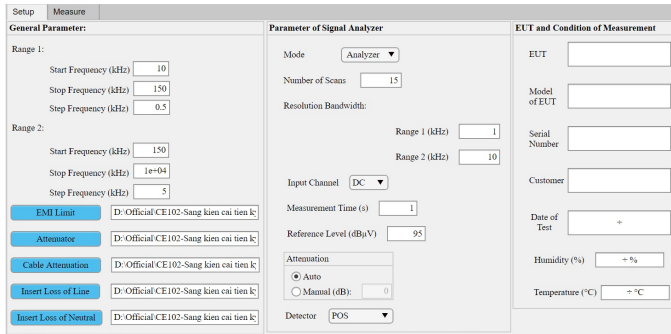 Setup Measure
General Parameter:
Range 1:
Start Frequency (kHz) 10
Stop Frequency (kHz) 150
Step Frequency (kHz) 0.5
Range 2:
Start Frequency (kHz) 150
Stop Frequency (kHz) 1e+04
Step Frequency (kHz) 5
EMI Limit D:\Official\CE102-Sang kien cai tien k
Attenuator D:\Official\CE102-Sang kien cai tien k
Cable Attenuation D:\Official\CE102-Sang kien cai tien k
Insert Loss of Line D:\Official\CE102-Sang kien cai tien k
Insert Loss of Neutral D:\Official\CE102-Sang kien cai tien k
Parameter of Signal Analyzer
Mode Analyzer
Number of Scans 15
Resolution Bandwidth:
Range 1 (kHz) 1
Range 2 (kHz) 10
Input Channel DC
Measurement Time (s) 1
Reference Level (dBµV) 95
Attenuation
Auto
Manual (dB): 0
Detector POS
EUT and Condition of Measurement
EUT
Model
of EUT
Serial
Number
Customer
Date of
Test ÷
Humidity (%) ÷ %
Temperature (°C) ÷ °C